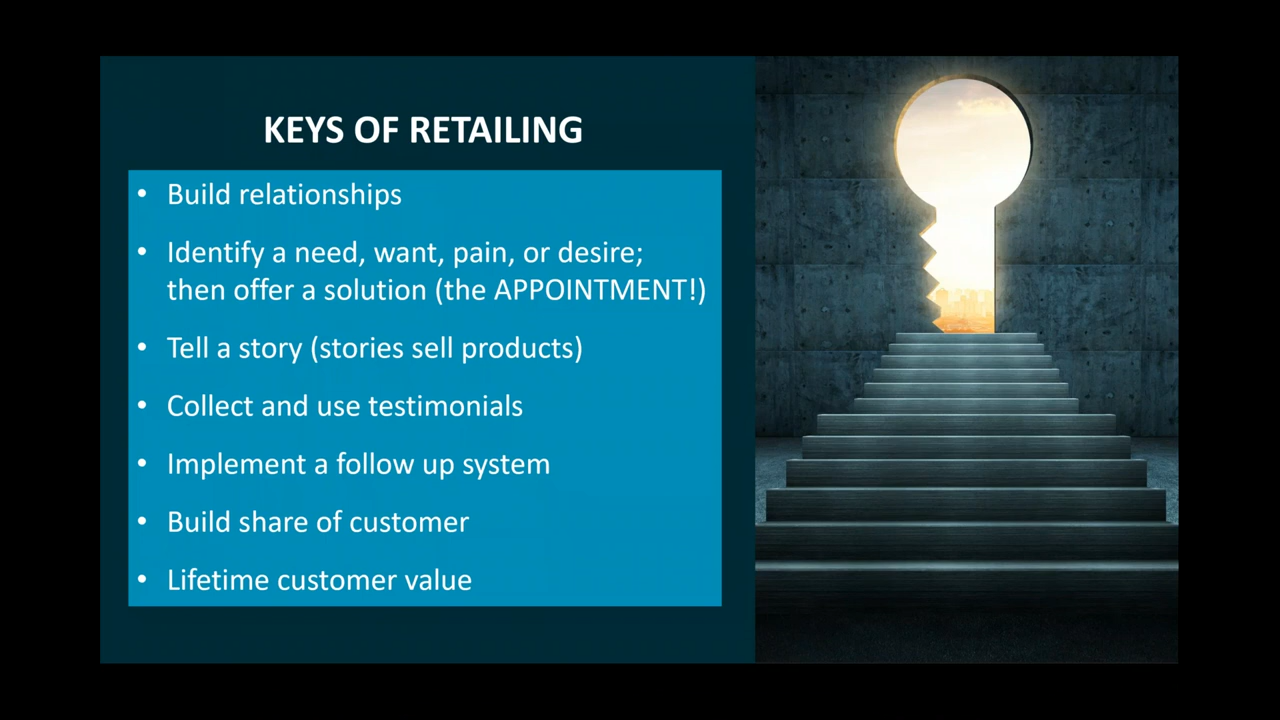 KEYS OF RETAILING
• Build relationships
• Identify a need, want, pain, or desire;
then offer a solution (the APPOINTMENT!)
• Tell a story (stories sell products)
• Collect and use testimonials
• Implement a follow up system
• Build share of customer
• Lifetime customer value